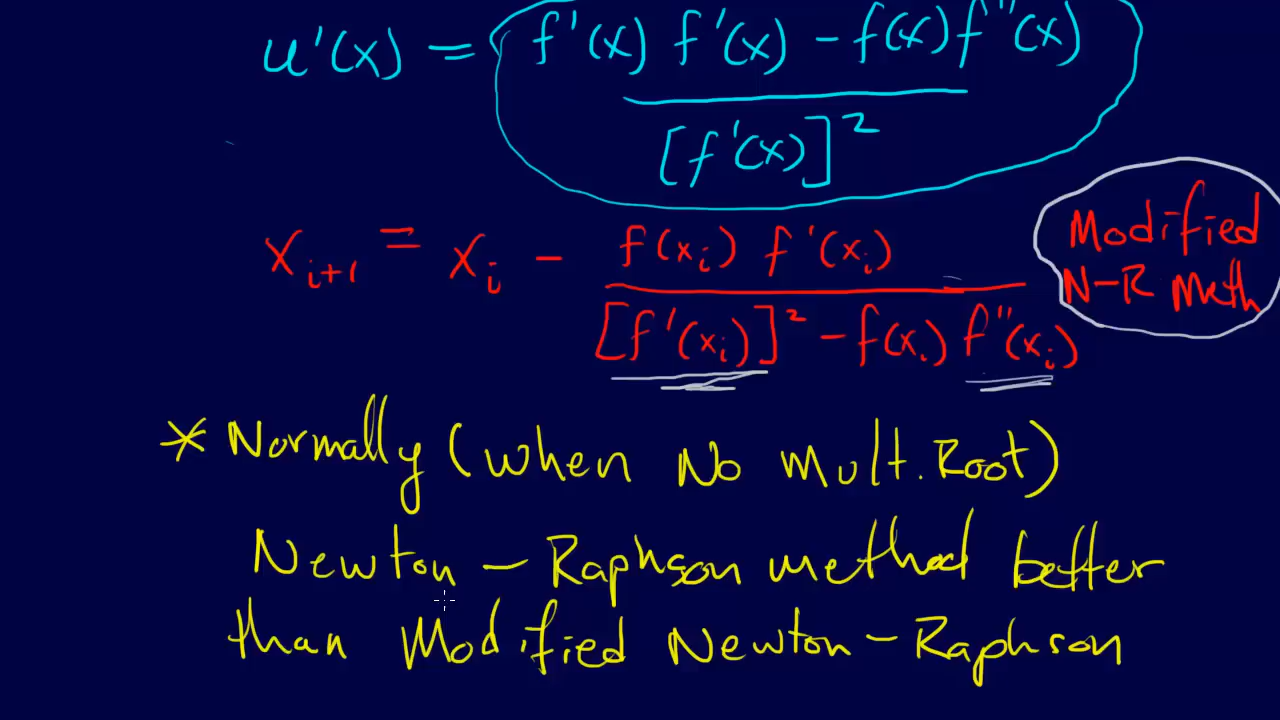 u'(x) = f'(x) f'(x) - f(x) f''(x)
[f'(x)]²
x_{i+1} = x_i - f(x_i) f'(x_i)
[f'(x_i)]² - f(x_i) f''(x_i)
Modified
N-R Meth
* Normally (when No mult. Root)
Newton - Raphson method better
than Modified Newton - Raphson